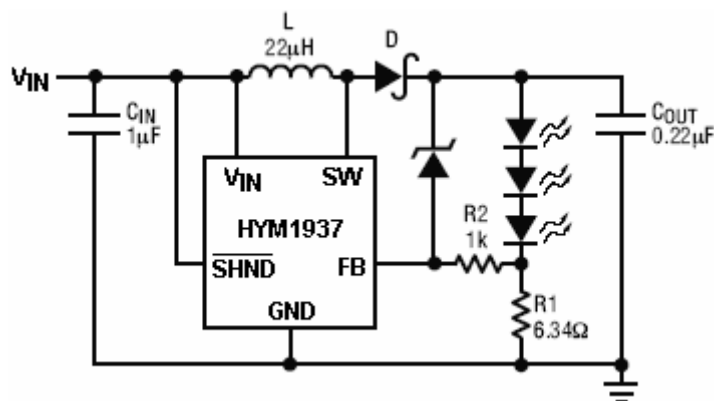 L
22µH
D
VIN
CIN
1µF
COUT
0.22µF
VIN
SW
HYM1937
R2
1k
SHND
FB
GND
R1
6.34Ω